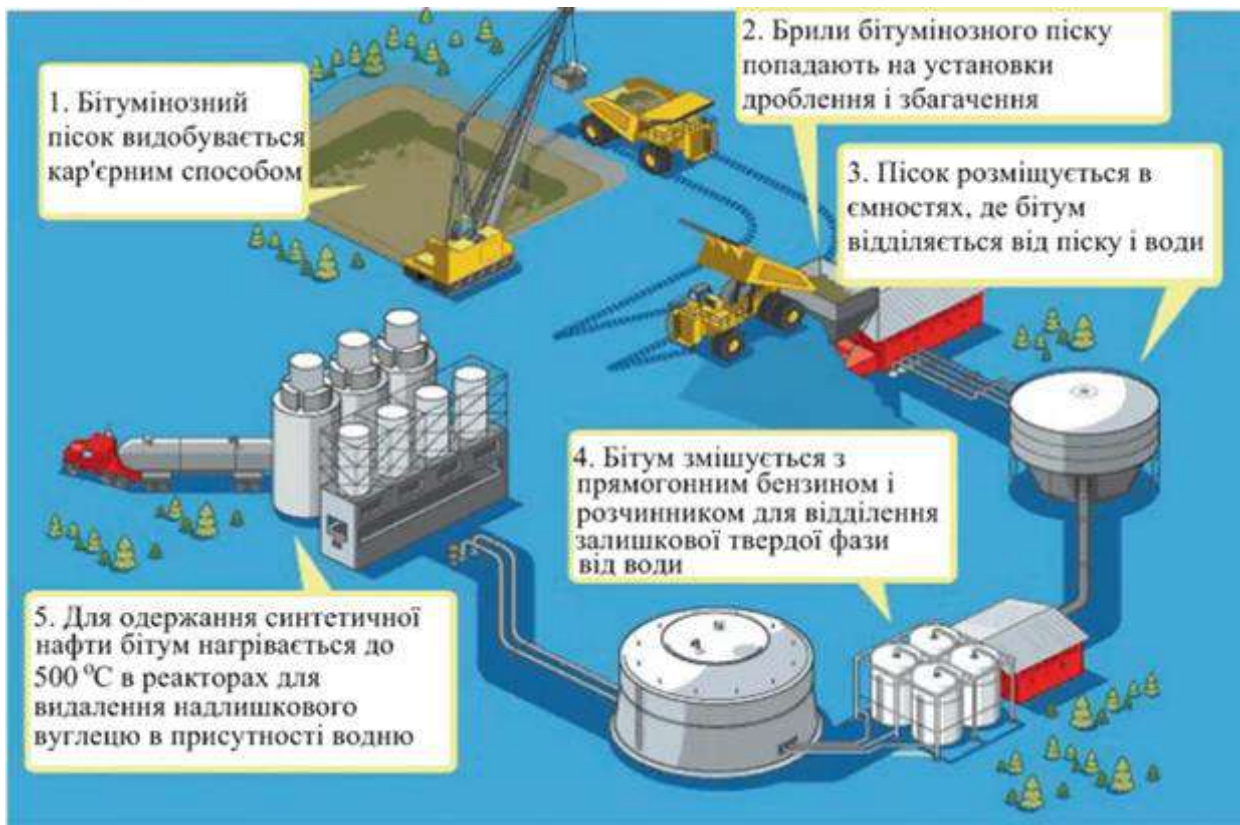 1. Бітумінозний
пісок видобувається
кар'єрним способом
2. Брили бітумінозного піску
попадають на установки
дроблення і збагачення
3. Пісок розміщується в
ємностях, де бітум
відділяється від піску і води
4. Бітум змішується з
прямогонним бензином і
розчинником для відділення
залишкової твердої фази
від води
5. Для одержання синтетичної
нафти бітум нагрівається до
500 °С в реакторах для
видалення надлишкового
вуглецю в присутності водню